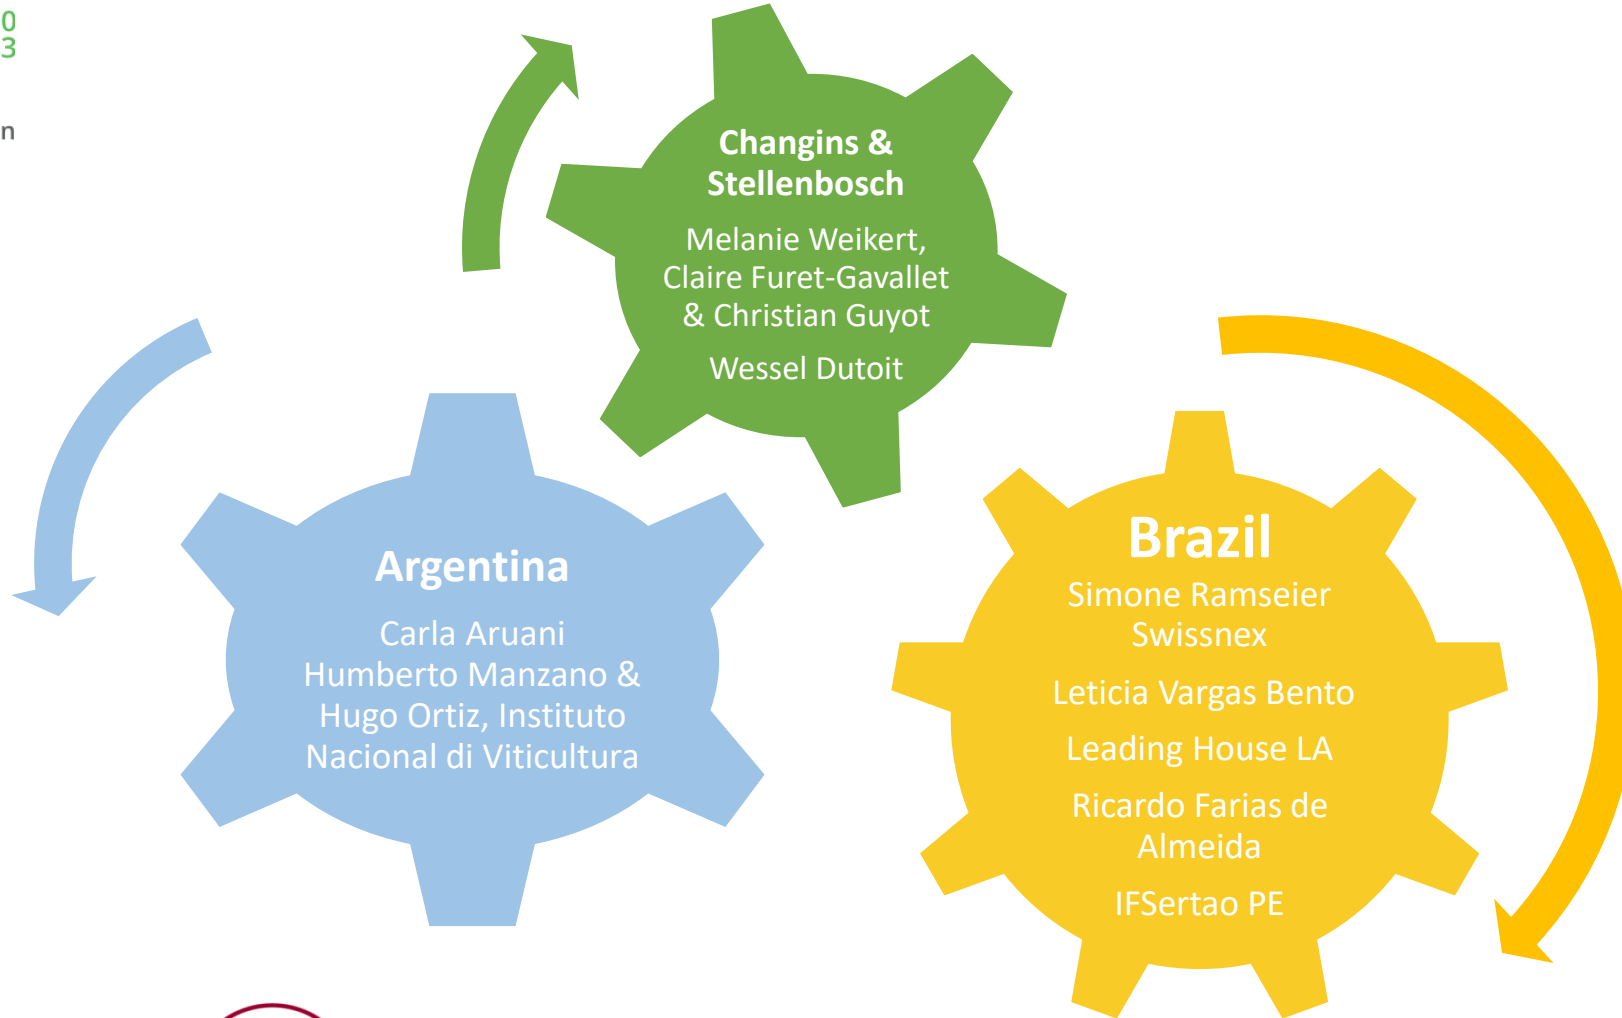 0
3
n
Changins &
Stellenbosch
Melanie Weikert,
Claire Furet-Gavallet
& Christian Guyot
Wessel Dutoit
Argentina
Carla Aruani
Humberto Manzano &
Hugo Ortiz, Instituto
Nacional di Viticultura
Brazil
Simone Ramseier
Swissnex
Leticia Vargas Bento
Leading House LA
Ricardo Farias de
Almeida
IFSertao PE